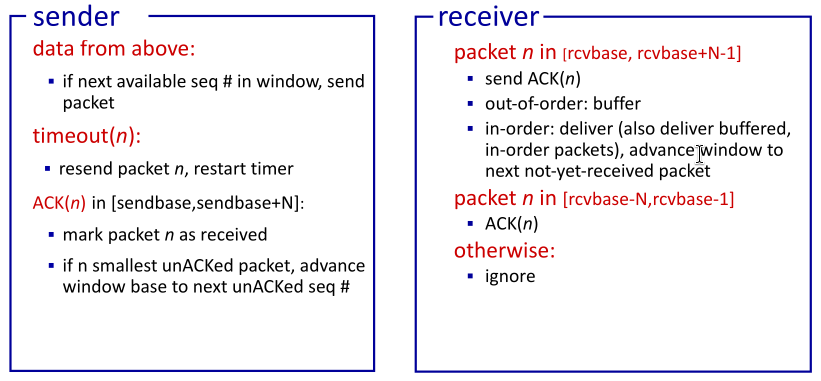 sender
data from above:
▪ if next available seq # in window, send
packet
timeout(n):
▪ resend packet n, restart timer
ACK(n) in [sendbase,sendbase+N]:
▪ mark packet n as received
▪ if n smallest unACKed packet, advance
window base to next unACKed seq #
receiver
packet n in [rcvbase, rcvbase+N-1]
▪ send ACK(n)
▪ out-of-order: buffer
▪ in-order: deliver (also deliver buffered,
in-order packets), advance window to
next not-yet-received packet
packet n in [rcvbase-N,rcvbase-1]
▪ ACK(n)
otherwise:
▪ ignore